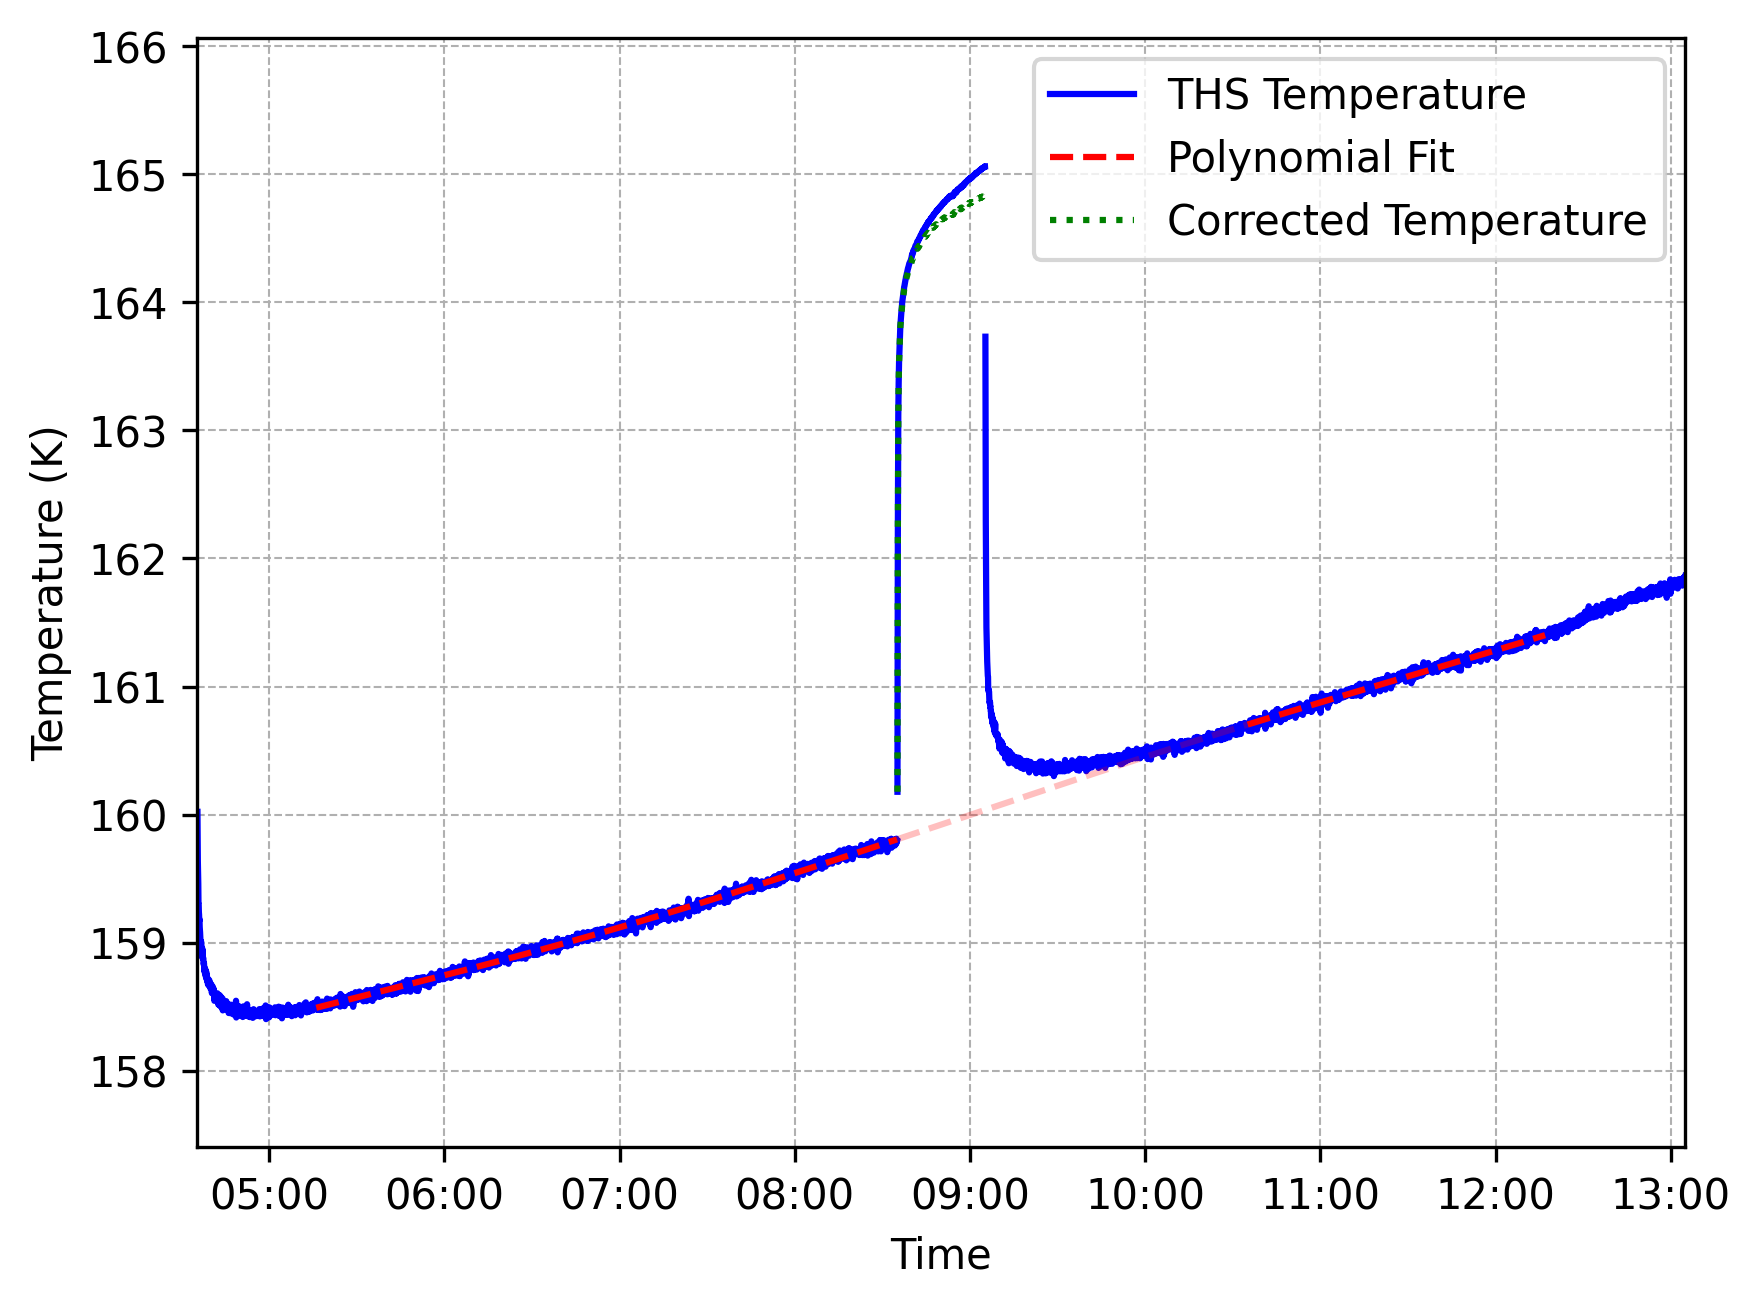 166
165
164
163
162
161
160
159
158
Temperature (K)
THS Temperature
Polynomial Fit
Corrected Temperature
05:00 06:00 07:00 08:00 09:00 10:00 11:00 12:00 13:00
Time